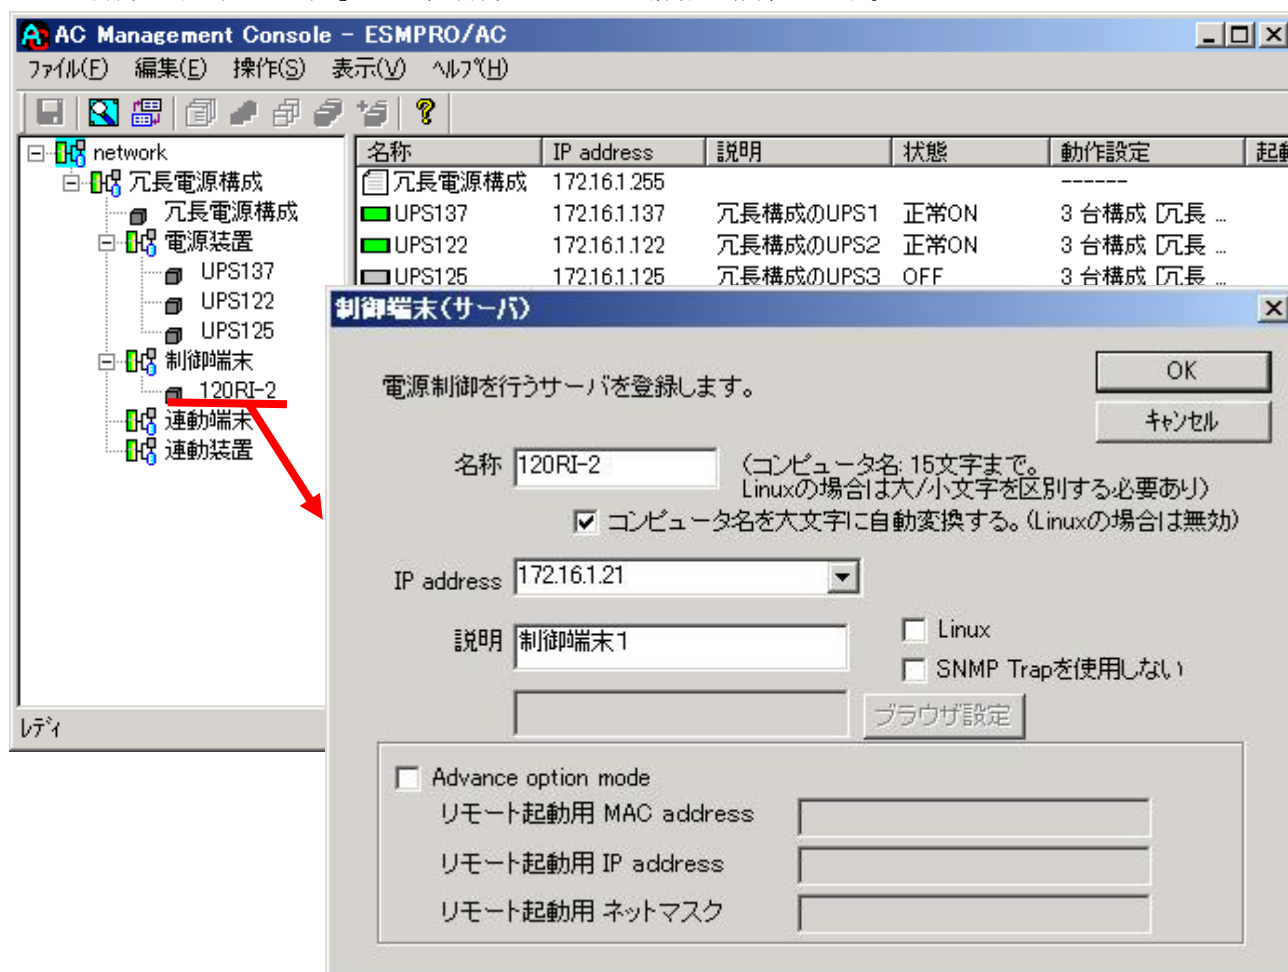 AC Management Console - ESMPRO/AC
ファイル(F) 編集(E) 操作(S) 表示(V) ヘルプ(H)
network
冗長電源構成
冗長電源構成
電源装置
UPS137
UPS122
UPS125
制御端末
120RI-2
連動端末
連動装置
名称 IP address 説明 状態 動作設定
冗長電源構成 172.16.1.255 ------
UPS137 172.16.1.137 冗長構成のUPS1 正常ON 3 台構成 [冗長 ...
UPS122 172.16.1.122 冗長構成のUPS2 正常ON 3 台構成 [冗長 ...
UPS125 172.16.1.125 冗長構成のUPS3 OFF 3 台構成 [冗長 ...
レディ
制御端末(サーバ)
電源制御を行うサーバを登録します。
OK
キャンセル
名称 120RI-2 (コンピュータ名: 15文字まで。
Linuxの場合は大/小文字を区別する必要あり)
コンピュータ名を大文字に自動変換する。(Linuxの場合は無効)
IP address 172.16.1.21
説明 制御端末1
Linux
SNMP Trapを使用しない
ブラウザ設定
Advance option mode
リモート起動用 MAC address
リモート起動用 IP address
リモート起動用 ネットマスク